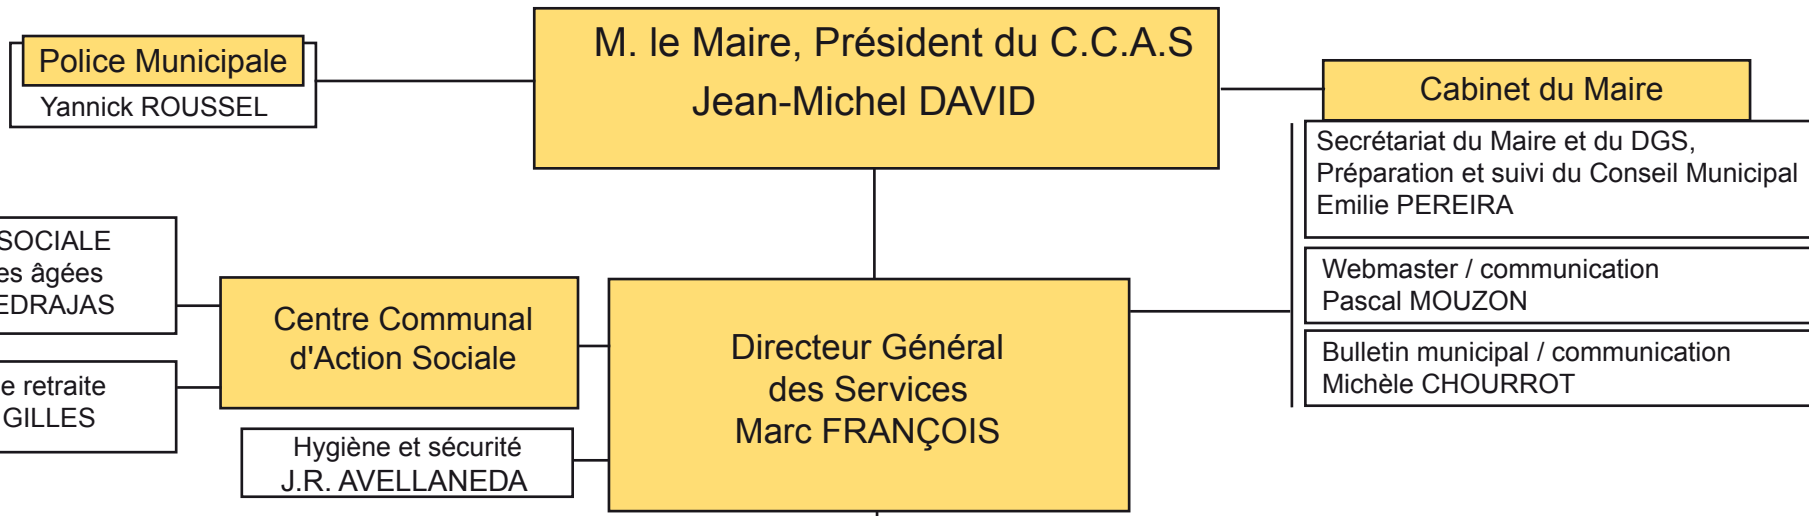 M. le Maire, Président du C.C.A.S
Jean-Michel DAVID
Police Municipale
Yannick ROUSSEL
Cabinet du Maire
Secrétariat du Maire et du DGS,
Préparation et suivi du Conseil Municipal
Emilie PEREIRA
Webmaster / communication
Pascal MOUZON
Bulletin municipal / communication
Michèle CHOURROT
SOCIALE
âgées
Centre Communal
d'Action Sociale
retraite
GILLES
Hygiène et sécurité
J.R. AVELLANEDA
Directeur Général
des Services
Marc FRANÇOIS